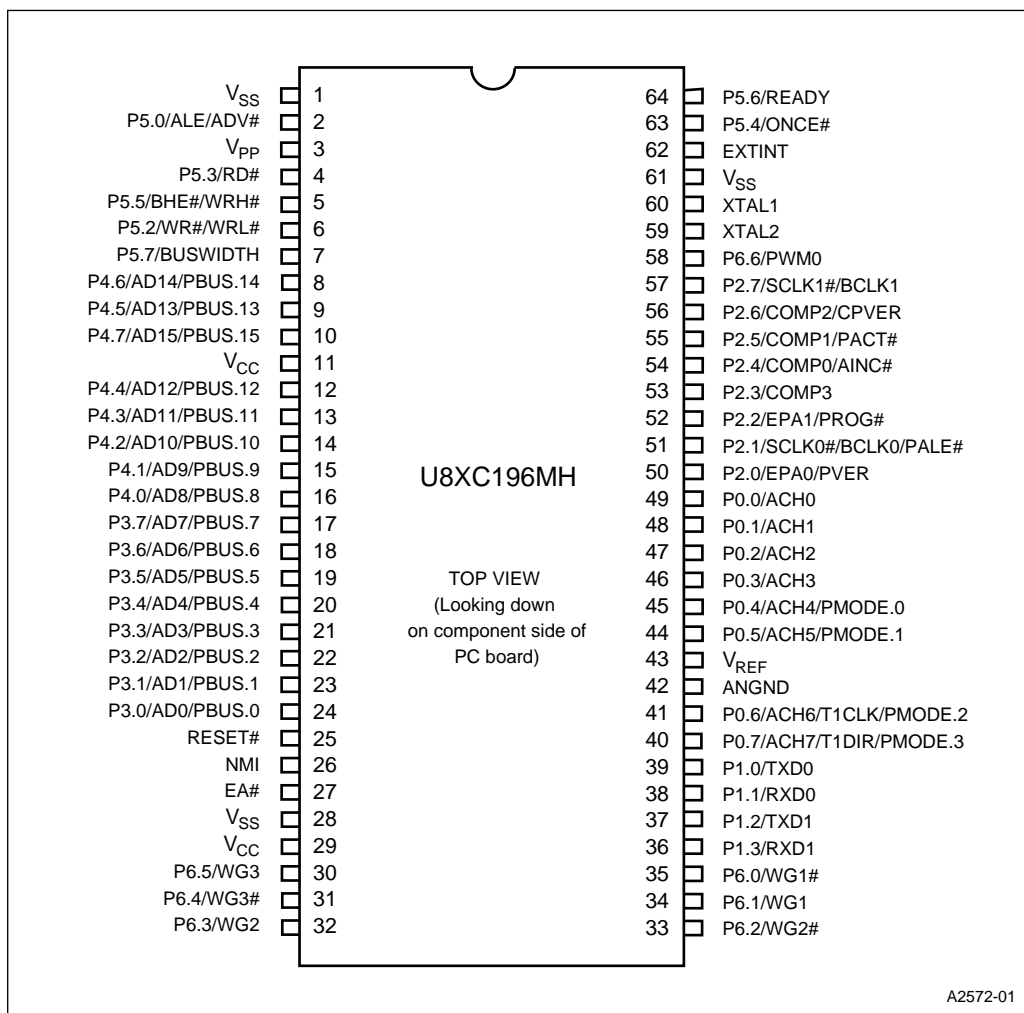 V_SS 1
P5.0/ALE/ADV# 2
V_PP 3
P5.3/RD# 4
P5.5/BHE#/WRH# 5
P5.2/WR#/WRL# 6
P5.7/BUSWIDTH 7
P4.6/AD14/PBUS.14 8
P4.5/AD13/PBUS.13 9
P4.7/AD15/PBUS.15 10
V_CC 11
P4.4/AD12/PBUS.12 12
P4.3/AD11/PBUS.11 13
P4.2/AD10/PBUS.10 14
P4.1/AD9/PBUS.9 15
P4.0/AD8/PBUS.8 16
P3.7/AD7/PBUS.7 17
P3.6/AD6/PBUS.6 18
P3.5/AD5/PBUS.5 19
P3.4/AD4/PBUS.4 20
P3.3/AD3/PBUS.3 21
P3.2/AD2/PBUS.2 22
P3.1/AD1/PBUS.1 23
P3.0/AD0/PBUS.0 24
RESET# 25
NMI 26
EA# 27
V_SS 28
V_CC 29
P6.5/WG3 30
P6.4/WG3# 31
P6.3/WG2 32
U8XC196MH
TOP VIEW
(Looking down
on component side of
PC board)
64 P5.6/READY
63 P5.4/ONCE#
62 EXTINT
61 V_SS
60 XTAL1
59 XTAL2
58 P6.6/PWM0
57 P2.7/SCLK1#/BCLK1
56 P2.6/COMP2/CPVER
55 P2.5/COMP1/PACT#
54 P2.4/COMP0/AINC#
53 P2.3/COMP3
52 P2.2/EPA1/PROG#
51 P2.1/SCLK0#/BCLK0/PALE#
50 P2.0/EPA0/PVER
49 P0.0/ACH0
48 P0.1/ACH1
47 P0.2/ACH2
46 P0.3/ACH3
45 P0.4/ACH4/PMODE.0
44 P0.5/ACH5/PMODE.1
43 V_REF
42 ANGND
41 P0.6/ACH6/T1CLK/PMODE.2
40 P0.7/ACH7/T1DIR/PMODE.3
39 P1.0/TXD0
38 P1.1/RXD0
37 P1.2/TXD1
36 P1.3/RXD1
35 P6.0/WG1#
34 P6.1/WG1
33 P6.2/WG2#
A2572-01